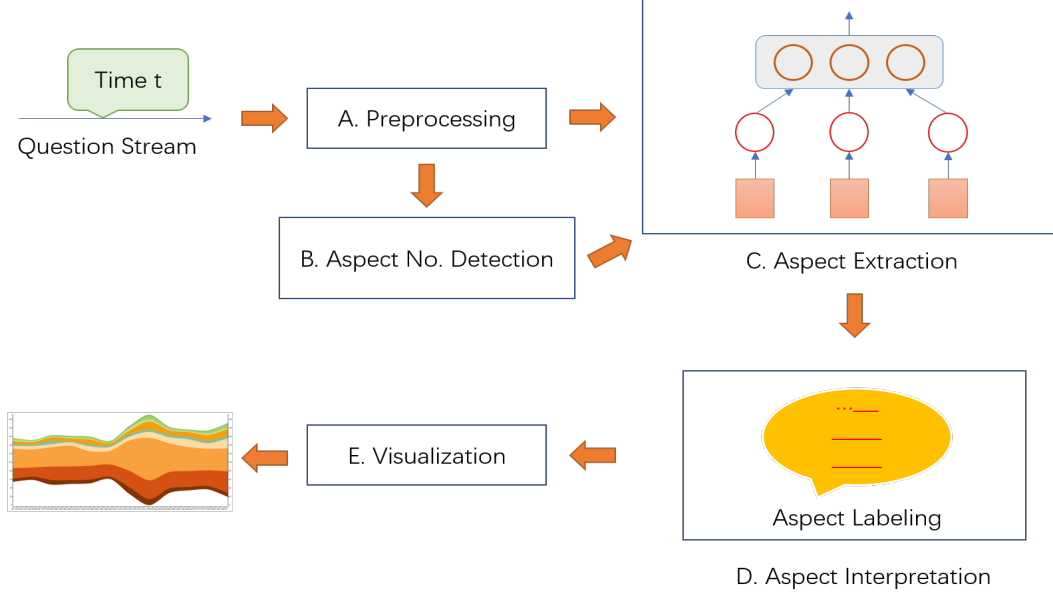 Time t
Question Stream
A. Preprocessing
B. Aspect No. Detection
C. Aspect Extraction
Aspect Labeling
D. Aspect Interpretation
E. Visualization